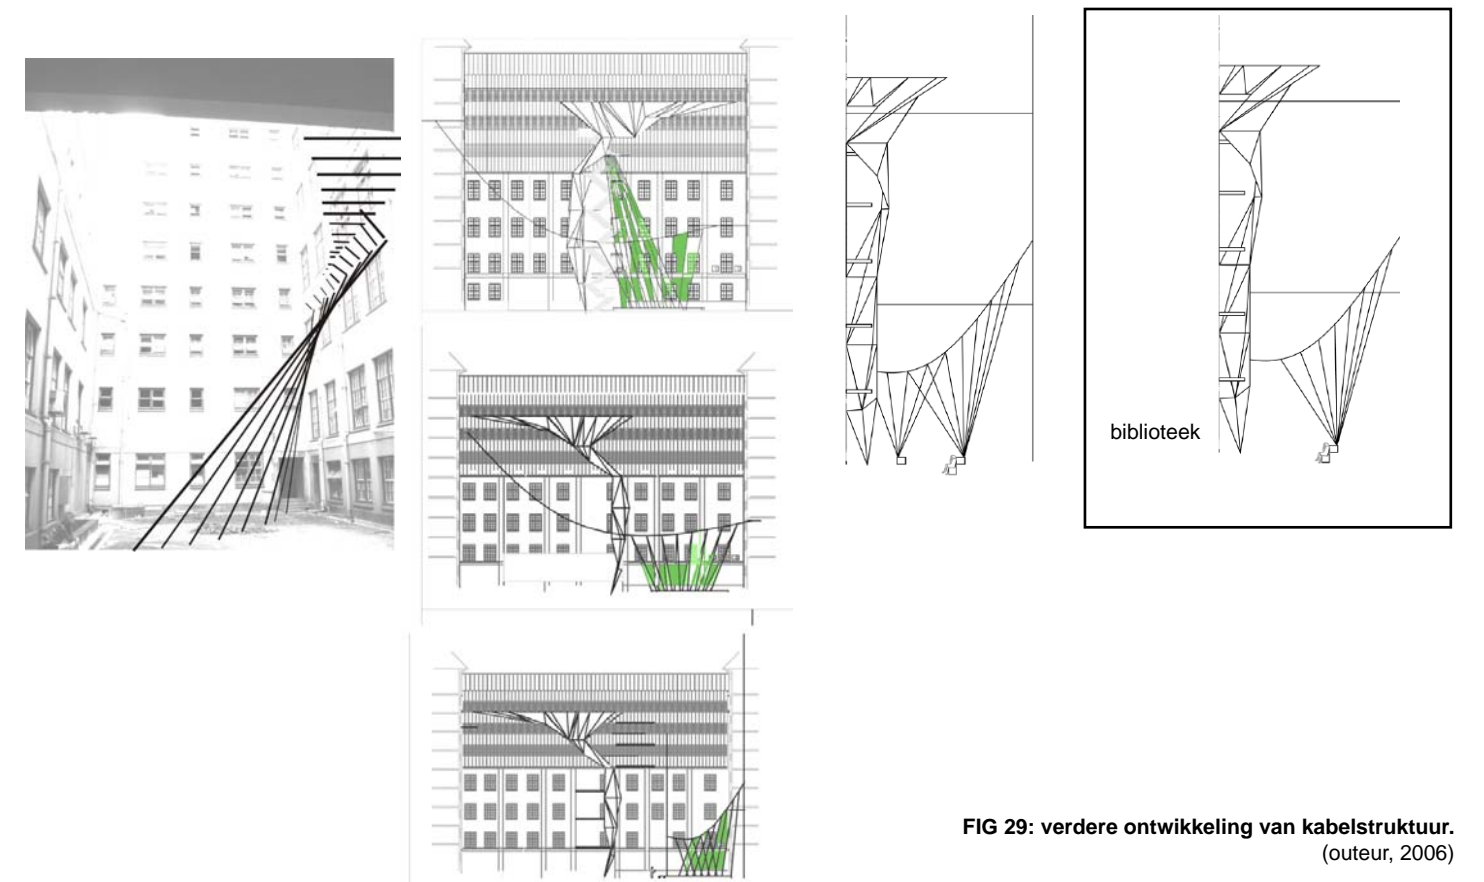 biblioteek
FIG 29: verdere ontwikkeling van kabelstruktuur.
(outeur, 2006)